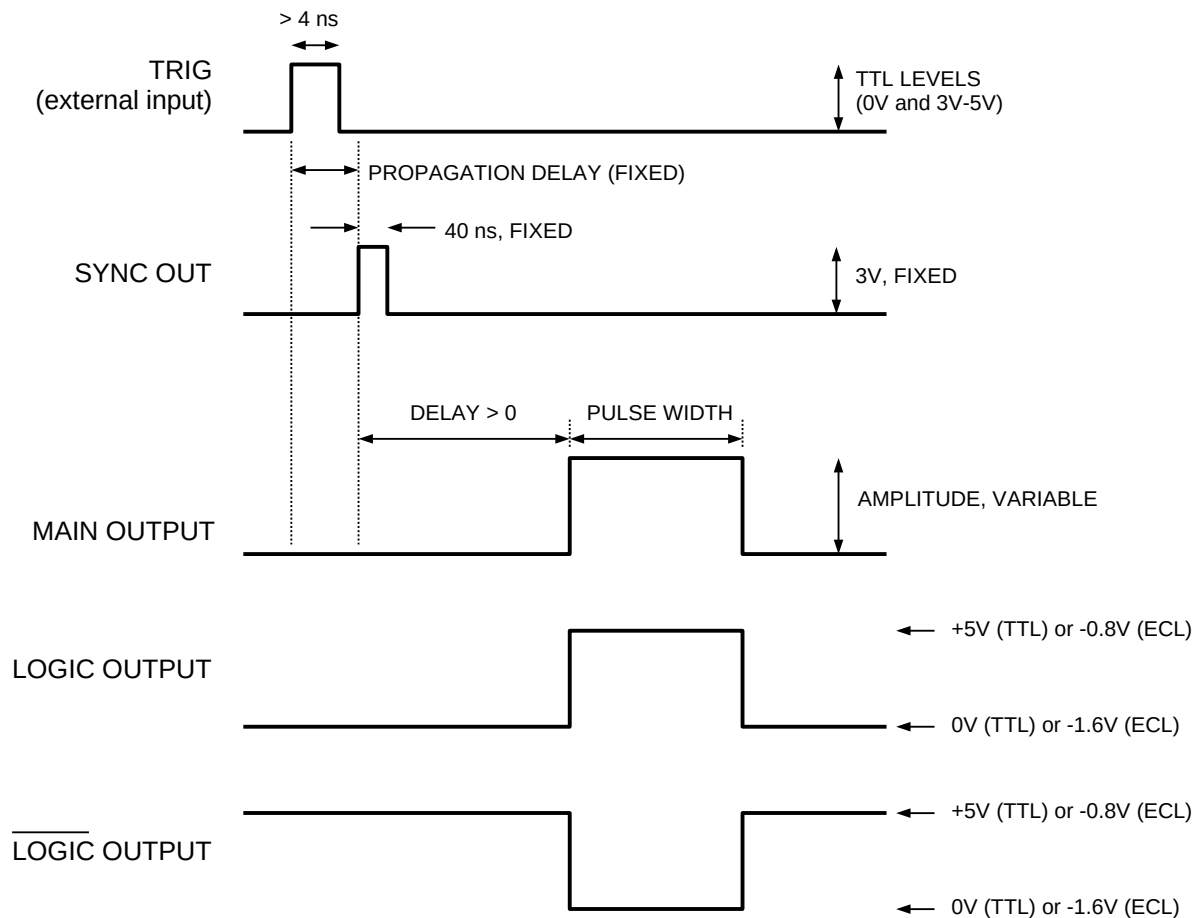 > 4 ns
TRIG
(external input)
TTL LEVELS
(0V and 3V-5V)
PROPAGATION DELAY (FIXED)
40 ns, FIXED
SYNC OUT
3V, FIXED
DELAY > 0
PULSE WIDTH
AMPLITUDE, VARIABLE
MAIN OUTPUT
+5V (TTL) or -0.8V (ECL)
LOGIC OUTPUT
0V (TTL) or -1.6V (ECL)
+5V (TTL) or -0.8V (ECL)
LOGIC OUTPUT
0V (TTL) or -1.6V (ECL)